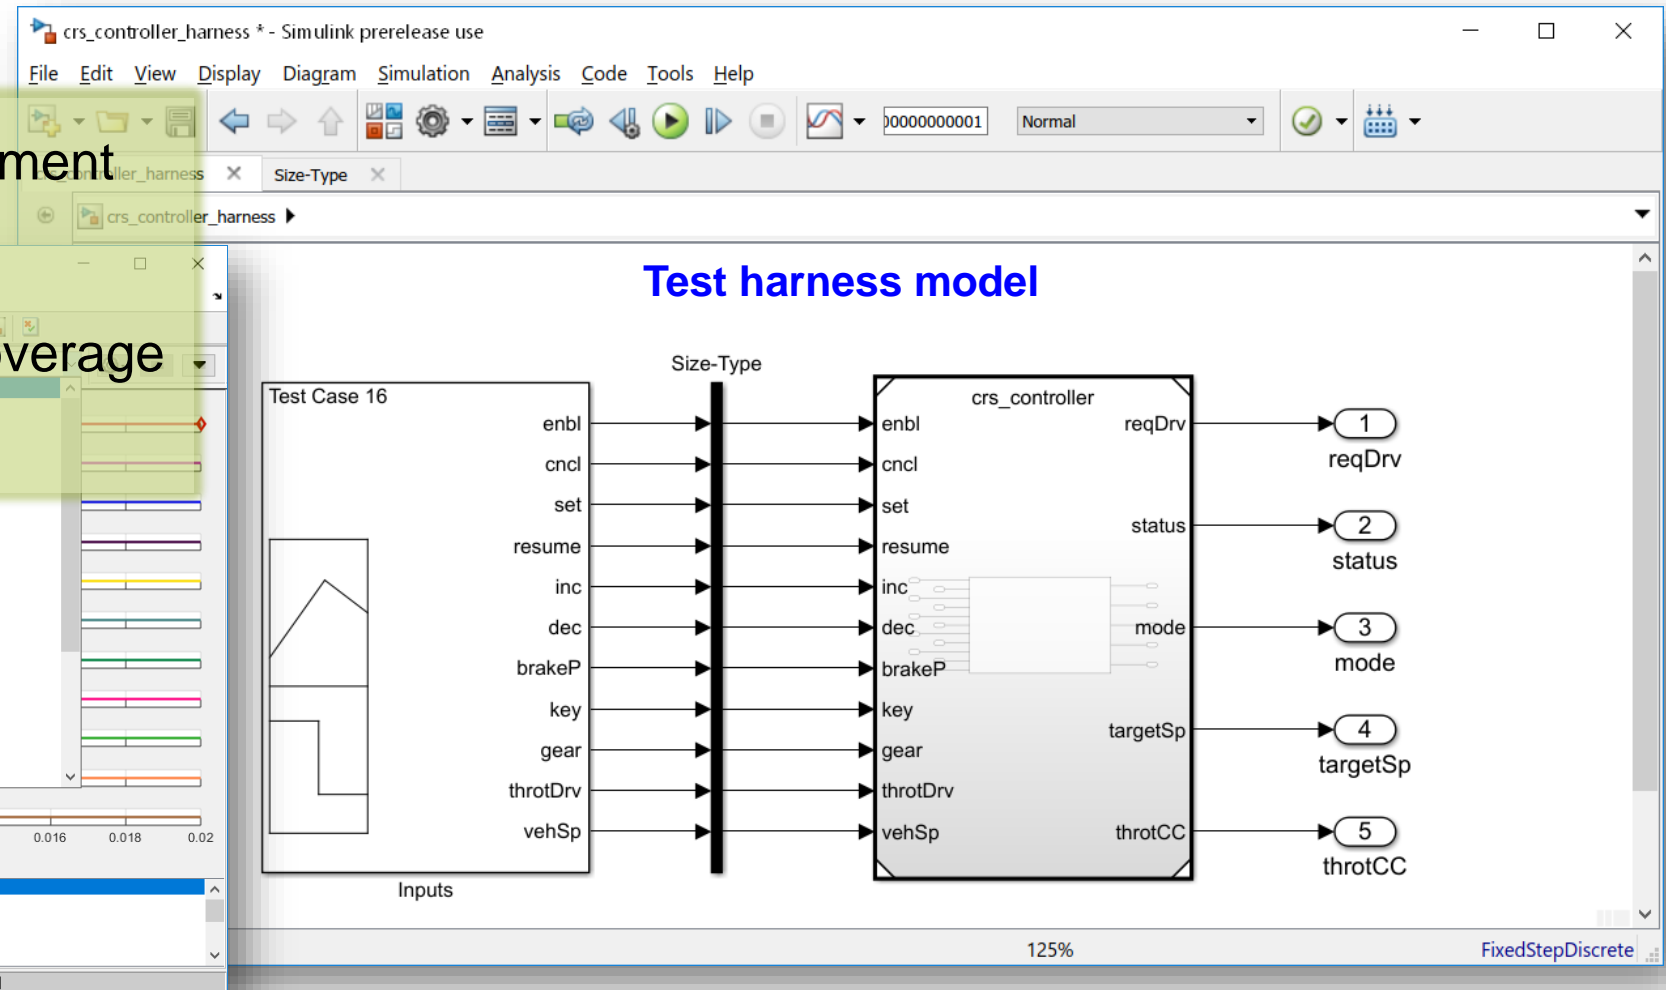 crs_controller_harness * - Simulink prerelease use
File Edit View Display Diagram Simulation Analysis Code Tools Help
00000000001 Normal
ment
crs_controller_harness Size-Type
crs_controller_harness
Test harness model
overage
Size-Type
Test Case 16
crs_controller
enbl enbl reqDrv 1
cncl cncl reqDrv
set set
resume resume status 2
status
inc inc
dec dec mode 3
brakeP brakeP mode
key key
gear gear targetSp 4
targetSp
throtDrv throtDrv
vehSp vehSp throtCC 5
throtCC
0.016 0.018 0.02
Inputs
125% FixedStepDiscrete